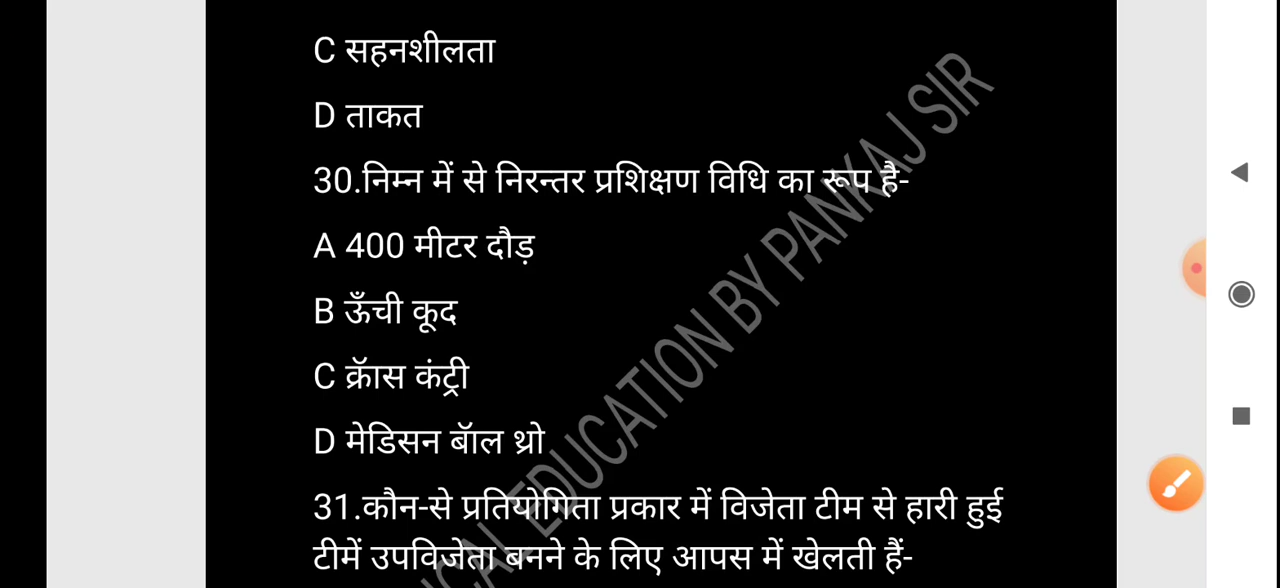 C सहनशीलता
D ताकत
30.निम्न में से निरन्तर प्रशिक्षण विधि का रूप है-
A 400 मीटर दौड़
B ऊँची कूद
C क्रॅास कंट्री
D मेडिसन बॅाल थ्रो
31.कौन-से प्रतियोगिता प्रकार में विजेता टीम से हारी हुई
टीमें उपविजेता बनने के लिए आपस में खेलती हैं-
EDUCATION BY PANKAJ SIR